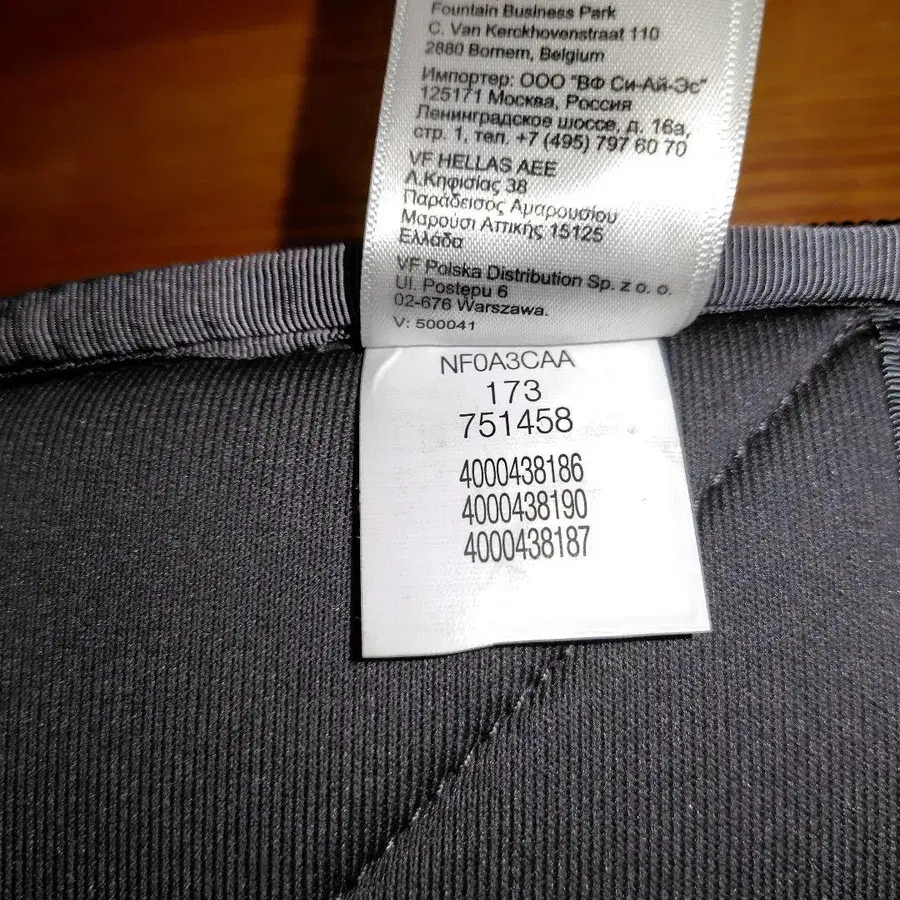 Fountain Business Park
C. Van Kerckhovenstraat 110
2880 Bornem, Belgium
Импортер: ООО "ВФ Си-Ай-Эс"
125171 Москва, Россия
Ленинградское шоссе, д. 16а,
стр. 1, тел. +7 (495) 797 60 70
VF HELLAS AEE
Λ.Κηφισίας 38
Παράδεισος Αμαρουσίου
Μαρούσι Αττικής 15125
Ελλάδα
VF Polska Distribution Sp. z o. o.
Ul. Postępu 6
02-676 Warszawa.
V: 500041
NF0A3CAA
173
751458
4000438186
4000438190
4000438187